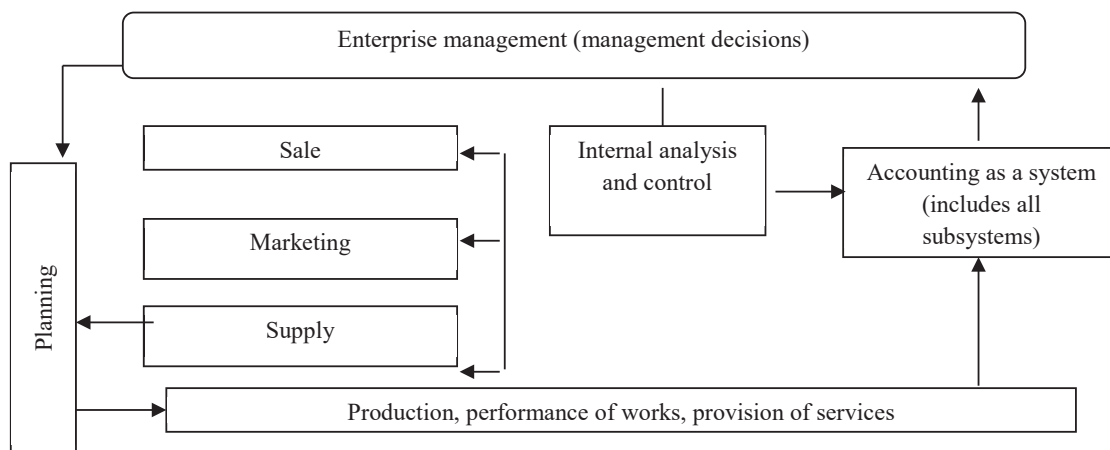 Enterprise management (management decisions)
Sale
Internal analysis
and control
Accounting as a system
(includes all
subsystems)
Marketing
Planning
Supply
Production, performance of works, provision of services